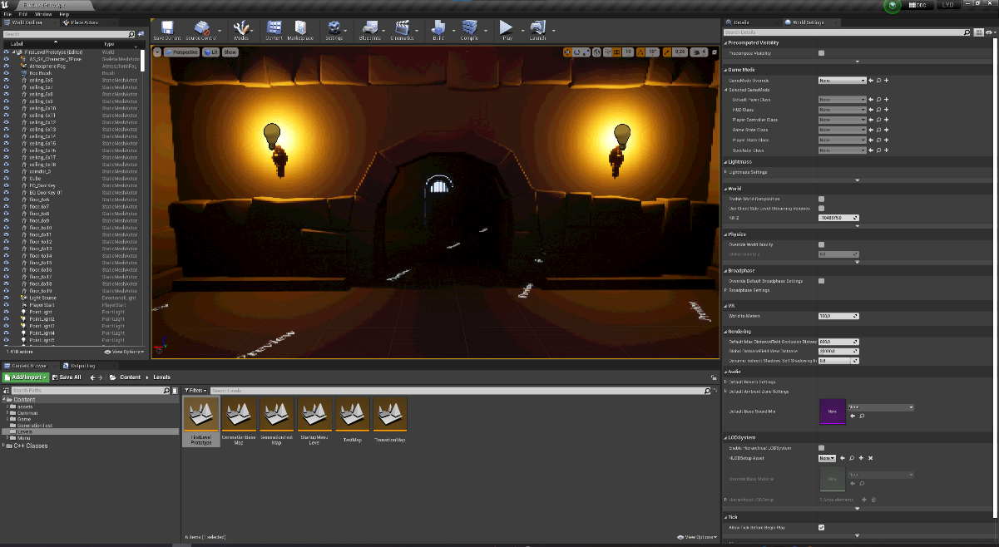 FirstLevelPrototype
DDC
LYD
File Edit Window Help
World Outliner Place Actors
Search
Label Type
FirstLevelPrototype (Editor) World
AS_SK_Character_TPose SkeletalMeshActor
Atmospheric Fog AtmosphericFog
Box Brush Brush
ceiling_6x6 StaticMeshActor
ceiling_6x7 StaticMeshActor
ceiling_6x8 StaticMeshActor
ceiling_6x9 StaticMeshActor
ceiling_6x10 StaticMeshActor
ceiling_6x11 StaticMeshActor
ceiling_6x12 StaticMeshActor
ceiling_6x13 StaticMeshActor
ceiling_6x14 StaticMeshActor
ceiling_6x15 StaticMeshActor
ceiling_6x16 StaticMeshActor
ceiling_6x17 StaticMeshActor
ceiling_6x18 StaticMeshActor
corridor_3 StaticMeshActor
Cube StaticMeshActor
EC_DoorKey StaticMeshActor
EC_DoorKey_01 StaticMeshActor
floor_6x6 StaticMeshActor
floor_6x7 StaticMeshActor
floor_6x8 StaticMeshActor
floor_6x9 StaticMeshActor
floor_6x10 StaticMeshActor
floor_6x11 StaticMeshActor
floor_6x12 StaticMeshActor
floor_6x13 StaticMeshActor
floor_6x14 StaticMeshActor
floor_6x15 StaticMeshActor
floor_6x16 StaticMeshActor
floor_6x17 StaticMeshActor
floor_6x18 StaticMeshActor
floor_6x19 StaticMeshActor
Light Source DirectionalLight
Player Start PlayerStart
PointLight PointLight
PointLight2 PointLight
PointLight3 PointLight
PointLight4 PointLight
PointLight5 PointLight
1 410 actors View Options
Save Current Source Control Modes Content Marketplace Settings Blueprints Cinematics Build Compile Play Launch
Perspective Lit Show 10 10° 0,25 4
Content Browser Output Log
Add/Import Save All Content Levels
Search Paths
Content
assets
Common
Game
GenerationTest
Levels
Menu
C++ Classes
Filters Search Levels
FirstLevel
Prototype
GenerationBase
Map
GenerationTest
Map
StartupMenu
Level
TestMap
TransitionMap
6 items (1 selected) View Options
Details World Settings
Search Details
Precomputed Visibility
Precompute Visibility
Game Mode
GameMode Override None
Selected GameMode
Default Pawn Class None
HUD Class None
Player Controller Class None
Game State Class None
Player State Class None
Spectator Class None
Lightmass
Lightmass Settings
World
Enable World Composition
Use Client Side Level Streaming Volumes
Kill Z -1048575,0
Physics
Override World Gravity
Global Gravity Z 0,0
Broadphase
Override Default Broadphase Settings
Broadphase Settings
VR
World to Meters 100,0
Rendering
Default Max DistanceField Occlusion Distanc 600,0
Global DistanceField View Distance 20000,0
Dynamic Indirect Shadows Self Shadowing In 0,8
Audio
Default Reverb Settings
Default Ambient Zone Settings
Default Base Sound Mix None None
LODSystem
Enable Hierarchical LODSystem
HLODSetup Asset None
Override Base Material None None
Hierarchical LODSetup 3 Array elements
Tick
Allow Tick Before Begin Play